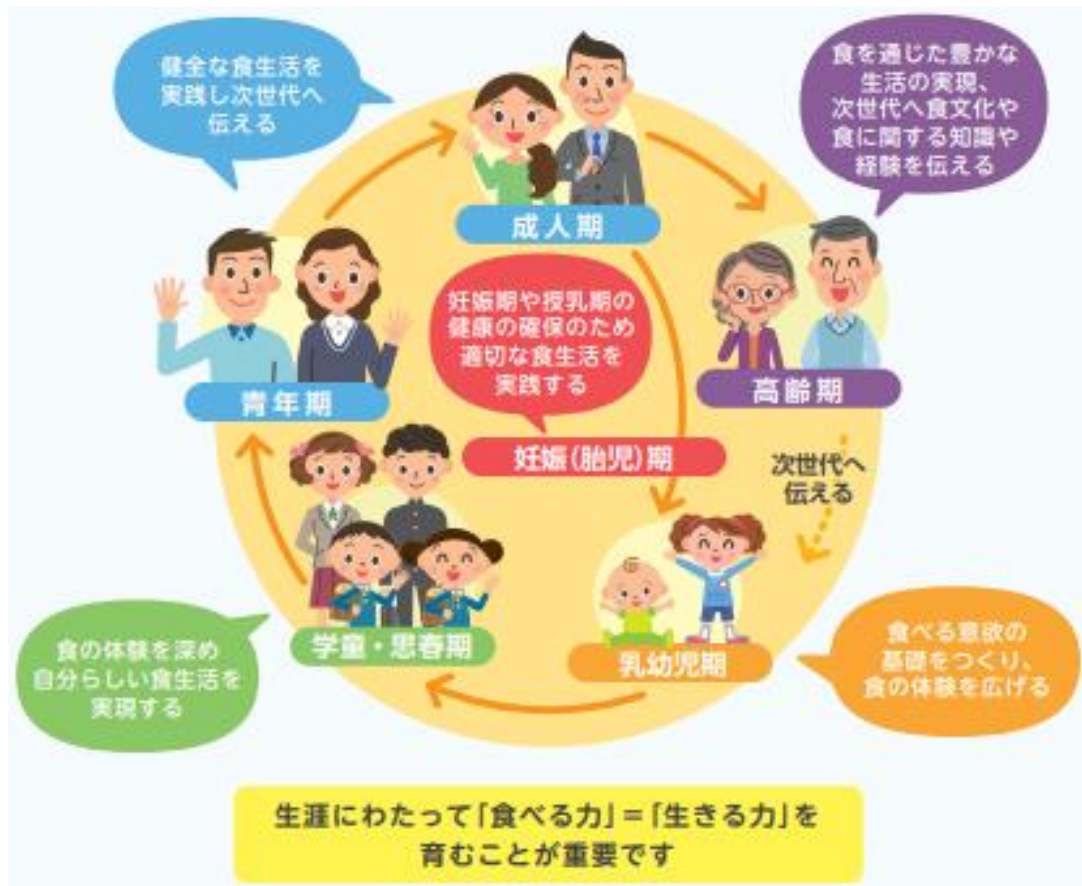 健全な食生活を
実践し次世代へ
伝える
食を通じた豊かな
生活の実現、
次世代へ食文化や
食に関する知識や
経験を伝える
成人期
妊娠期や授乳期の
健康の確保のため
適切な食生活を
実践する
青年期
高齢期
妊娠(胎児)期
次世代へ
伝える
食の体験を深め
自分らしい食生活を
実現する
学童・思春期
乳幼児期
食べる意欲の
基礎をつくり、
食の体験を広げる
生涯にわたって「食べる力」=「生きる力」を
育むことが重要です